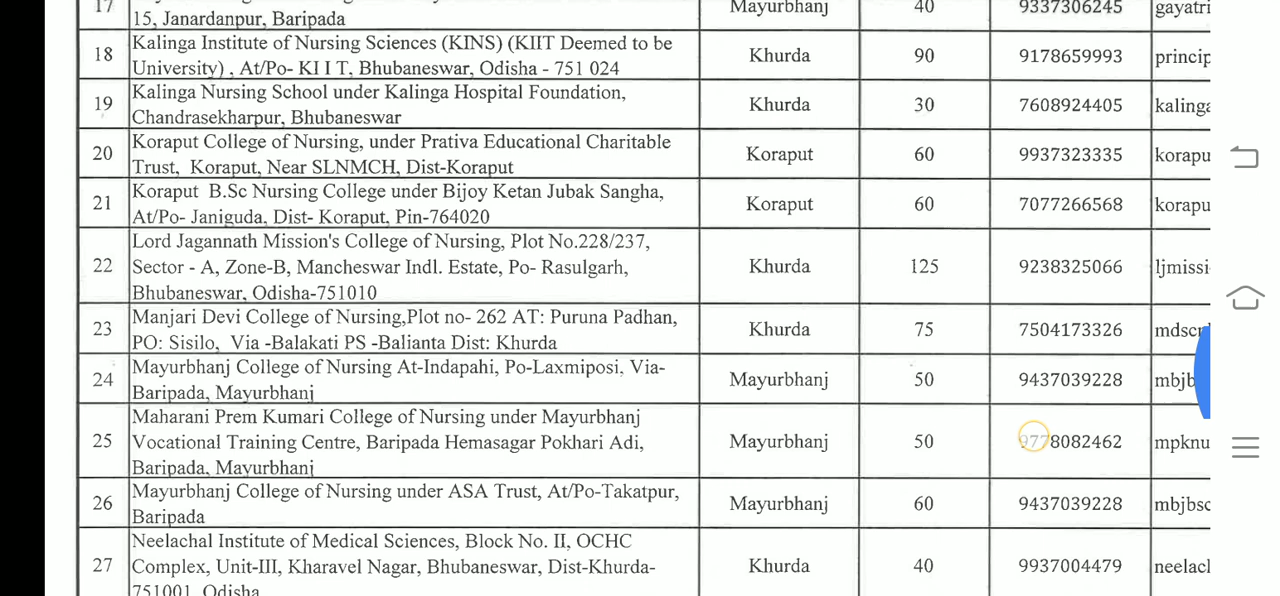 17 Mayurbhanj 40 9337306245 gayatri
15, Janardanpur, Baripada
Kalinga Institute of Nursing Sciences (KINS) (KIIT Deemed to be
18 Khurda 90 9178659993 princip
University) , At/Po- KI I T, Bhubaneswar, Odisha - 751 024
Kalinga Nursing School under Kalinga Hospital Foundation,
19 Khurda 30 7608924405 kalinga
Chandrasekharpur, Bhubaneswar
Koraput College of Nursing, under Prativa Educational Charitable
20 Koraput 60 9937323335 korapu
Trust, Koraput, Near SLNMCH, Dist-Koraput
Koraput B.Sc Nursing College under Bijoy Ketan Jubak Sangha,
21 Koraput 60 7077266568 korapu
At/Po- Janiguda, Dist- Koraput, Pin-764020
Lord Jagannath Mission's College of Nursing, Plot No.228/237,
22 Sector - A, Zone-B, Mancheswar Indl. Estate, Po- Rasulgarh, Khurda 125 9238325066 ljmissi
Bhubaneswar, Odisha-751010
Manjari Devi College of Nursing,Plot no- 262 AT: Puruna Padhan,
23 Khurda 75 7504173326
PO: Sisilo, Via -Balakati PS -Balianta Dist: Khurda
Mayurbhanj College of Nursing At-Indapahi, Po-Laxmiposi, Via-
24 Mayurbhanj 50 9437039228 mbjb
Baripada, Mayurbhanj
Maharani Prem Kumari College of Nursing under Mayurbhanj
25 Vocational Training Centre, Baripada Hemasagar Pokhari Adi, Mayurbhanj 50 9778082462 mpknu
Baripada, Mayurbhanj
Mayurbhanj College of Nursing under ASA Trust, At/Po-Takatpur,
26 Mayurbhanj 60 9437039228 mbjbsc
Baripada
Neelachal Institute of Medical Sciences, Block No. II, OCHC
27 Complex, Unit-III, Kharavel Nagar, Bhubaneswar, Dist-Khurda- Khurda 40 9937004479 neelacl
751001, Odisha